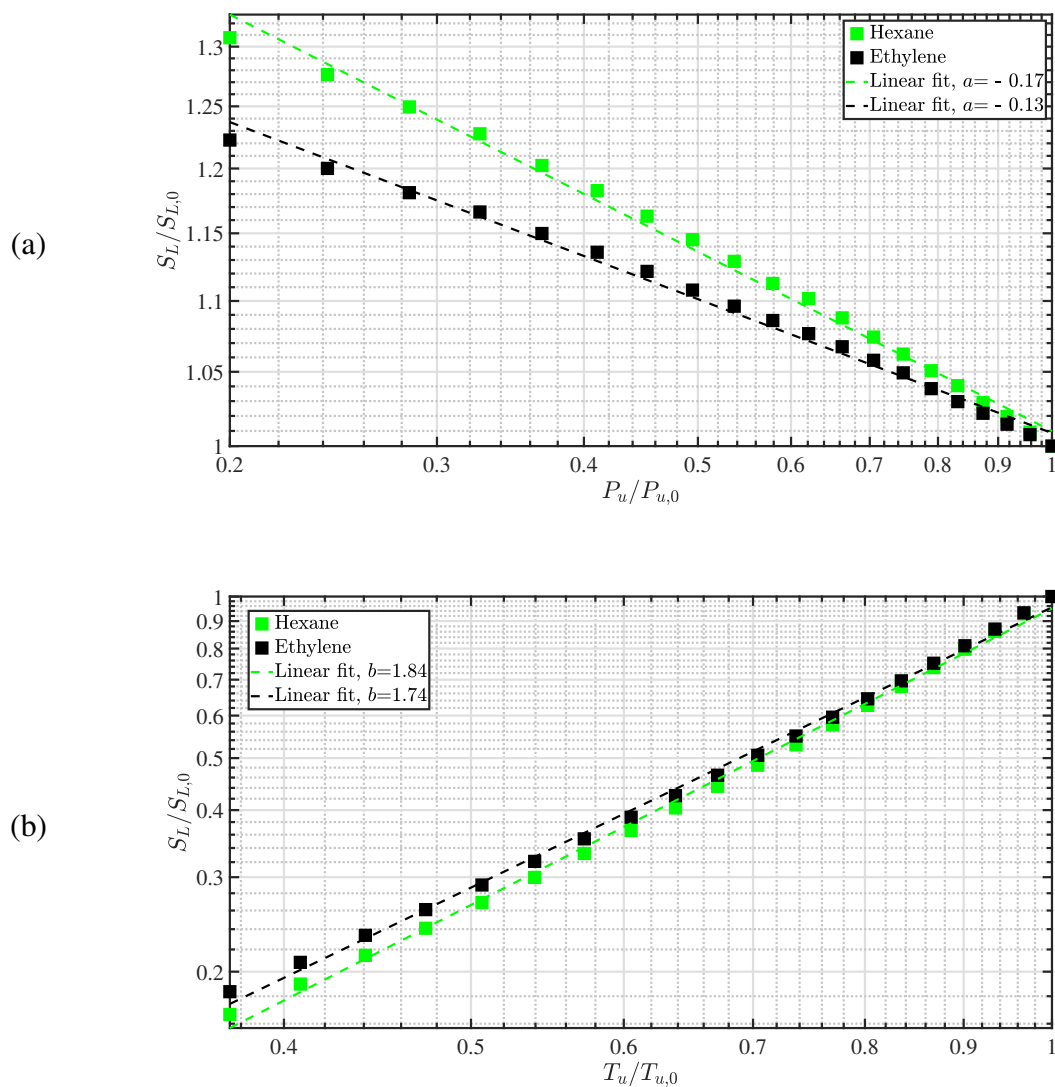 (a)
S_L/S_{L,0}
1.3
1.25
1.2
1.15
1.1
1.05
1
Hexane
Ethylene
Linear fit, a= - 0.17
Linear fit, a= - 0.13
0.2 0.3 0.4 0.5 0.6 0.7 0.8 0.9 1
P_u/P_{u,0}
(b)
S_L/S_{L,0}
1
0.9
0.8
0.7
0.6
0.5
0.4
0.3
0.2
Hexane
Ethylene
Linear fit, b=1.84
Linear fit, b=1.74
0.4 0.5 0.6 0.7 0.8 0.9 1
T_u/T_{u,0}